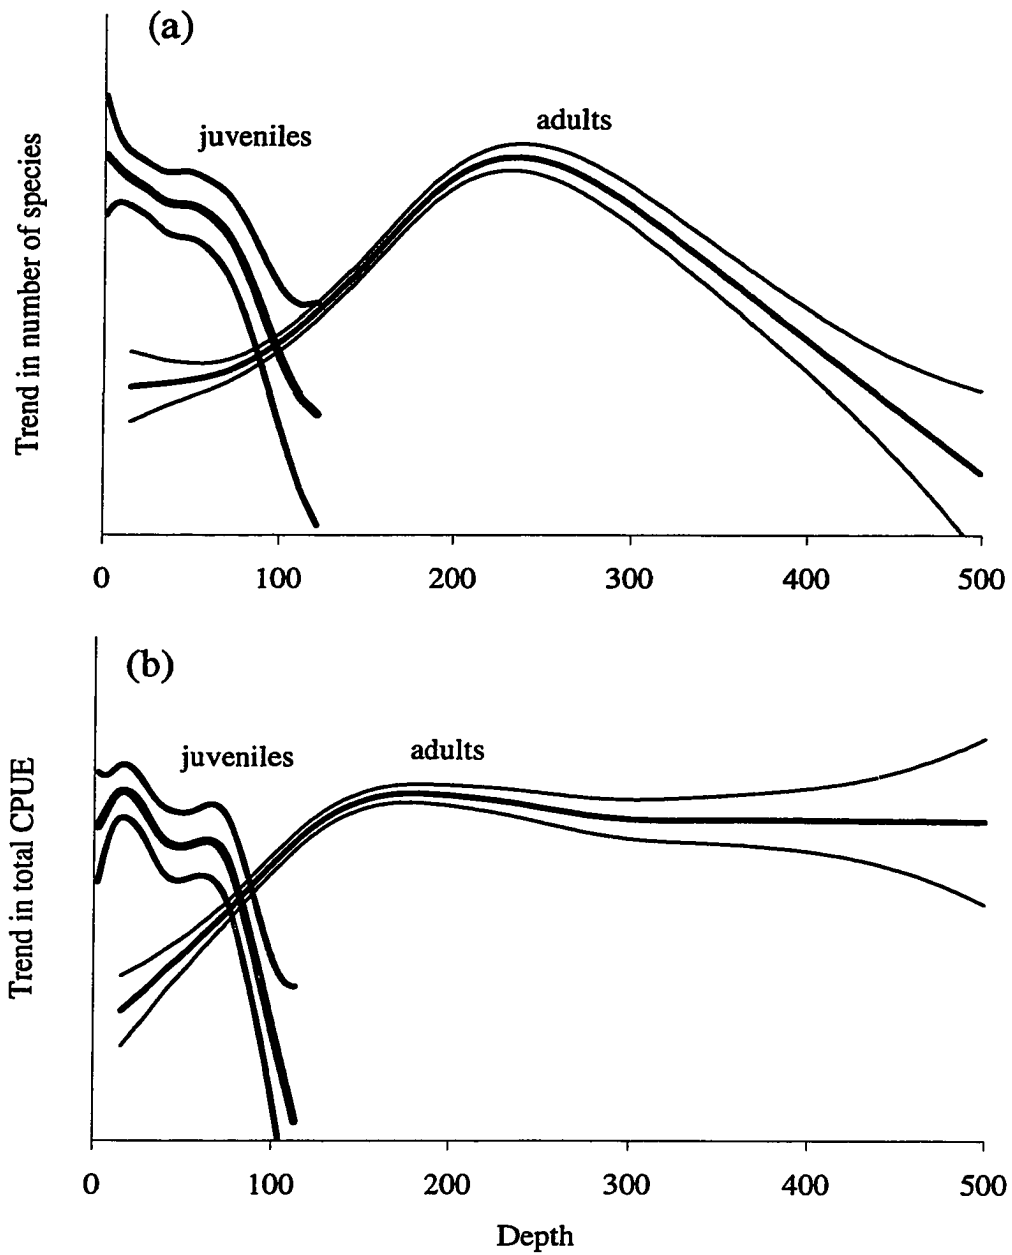 (a)
Trend in number of species
juveniles
adults
0 100 200 300 400 500
(b)
Trend in total CPUE
juveniles
adults
0 100 200 300 400 500
Depth